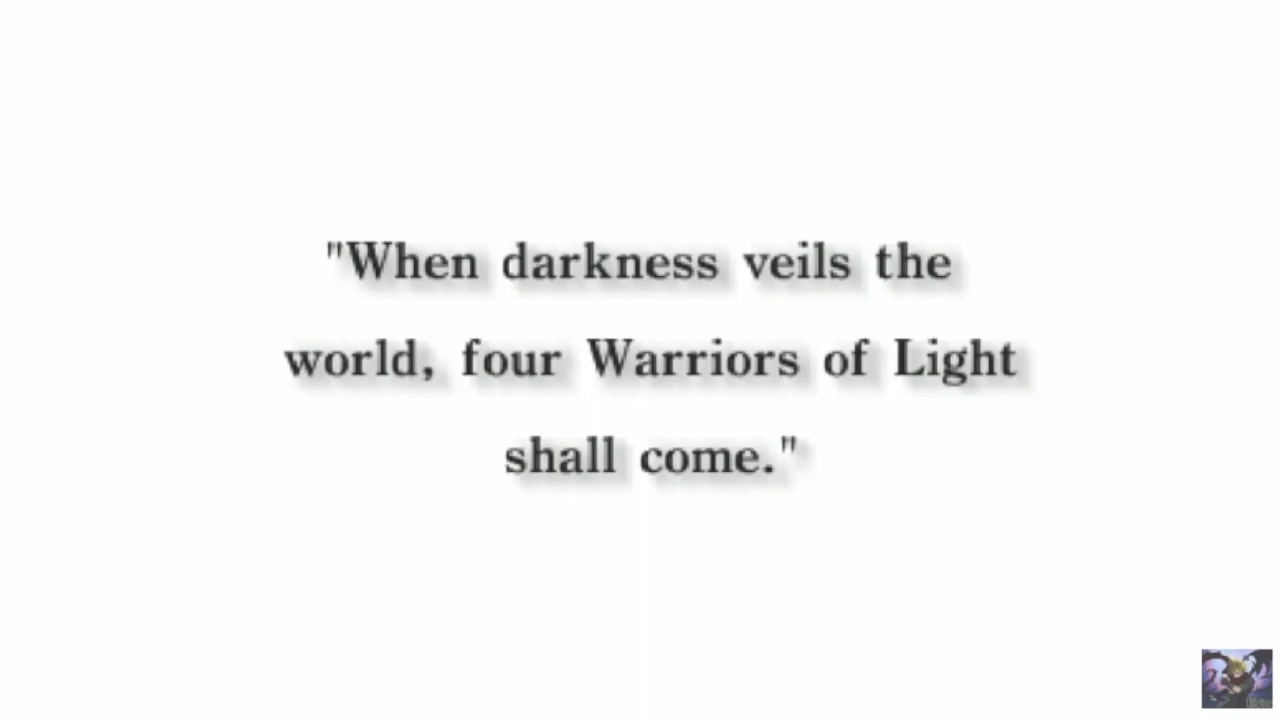 "When darkness veils the
world, four Warriors of Light
shall come."